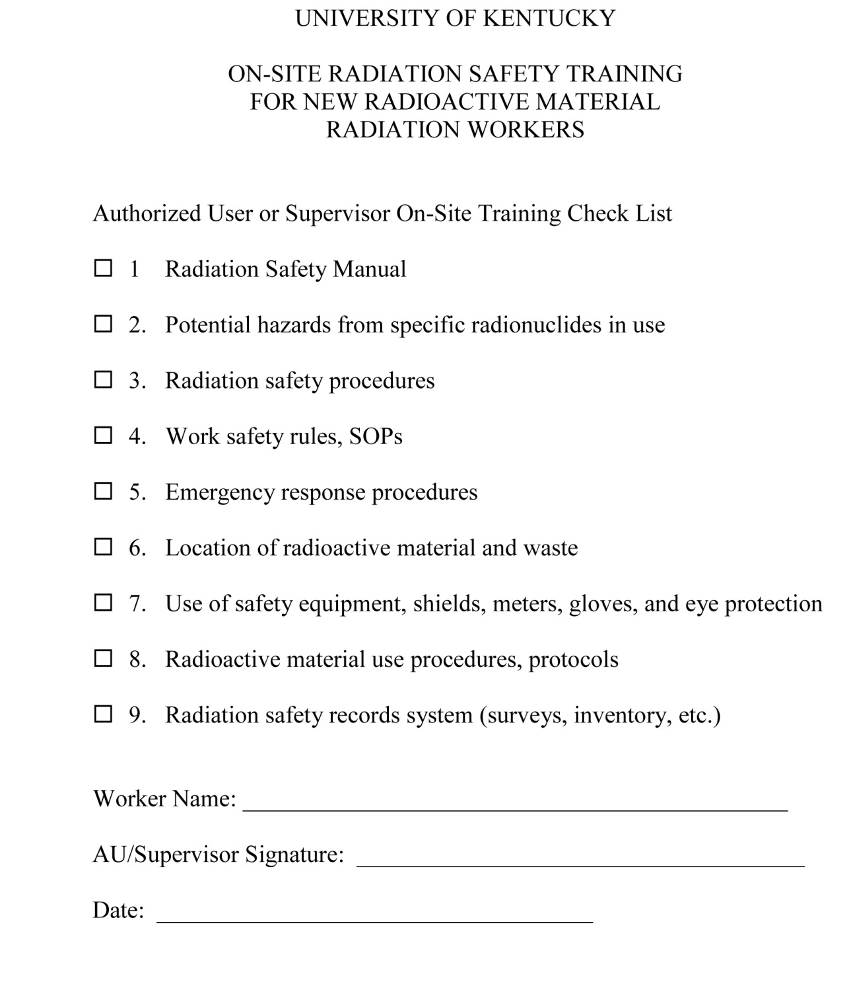 UNIVERSITY OF KENTUCKY
ON-SITE RADIATION SAFETY TRAINING
FOR NEW RADIOACTIVE MATERIAL
RADIATION WORKERS
Authorized User or Supervisor On-Site Training Check List
☐ 1 Radiation Safety Manual
☐ 2. Potential hazards from specific radionuclides in use
☐ 3. Radiation safety procedures
☐ 4. Work safety rules, SOPs
☐ 5. Emergency response procedures
☐ 6. Location of radioactive material and waste
☐ 7. Use of safety equipment, shields, meters, gloves, and eye protection
☐ 8. Radioactive material use procedures, protocols
☐ 9. Radiation safety records system (surveys, inventory, etc.)
Worker Name:
AU/Supervisor Signature:
Date: